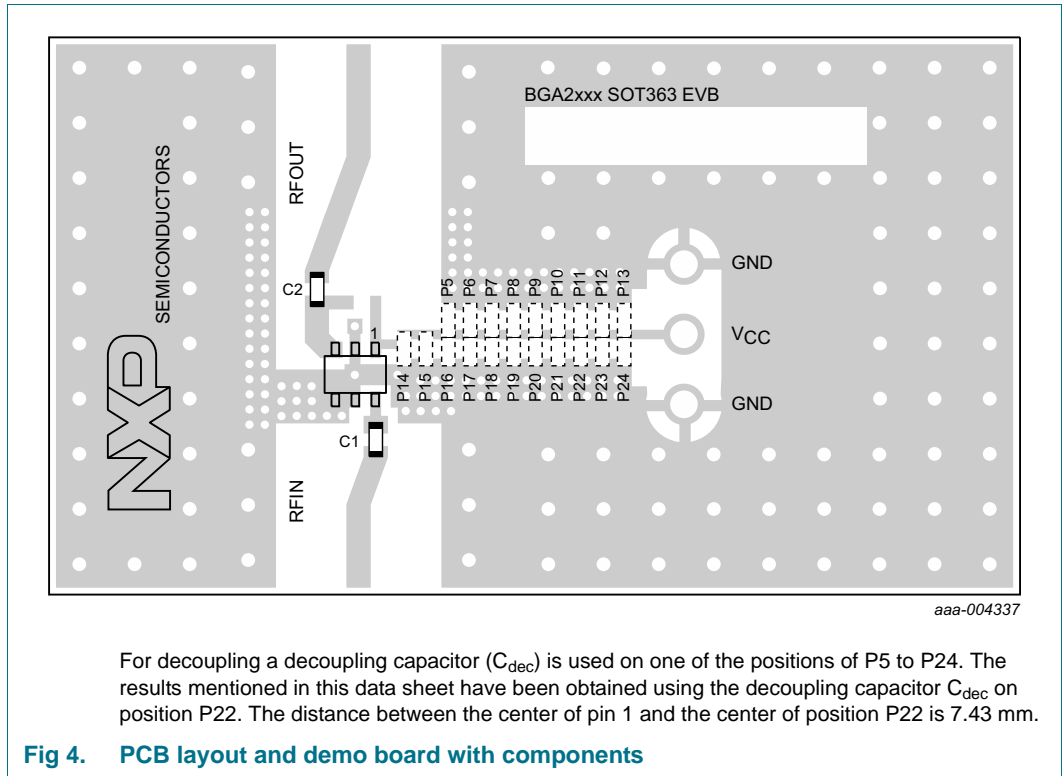 BGA2xxx SOT363 EVB
NXP
SEMICONDUCTORS
RFOUT
C2
1
P5 P6 P7 P8 P9 P10 P11 P12 P13
GND
VCC
GND
P14 P15 P16 P17 P18 P19 P20 P21 P22 P23 P24
C1
RFIN
aaa-004337
For decoupling a decoupling capacitor (Cdec) is used on one of the positions of P5 to P24. The
results mentioned in this data sheet have been obtained using the decoupling capacitor Cdec on
position P22. The distance between the center of pin 1 and the center of position P22 is 7.43 mm.
Fig 4. PCB layout and demo board with components